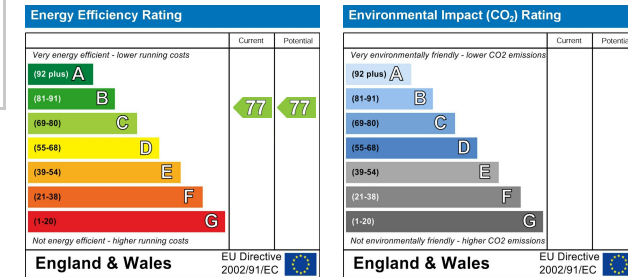 Energy Efficiency Rating
Current Potential
Very energy efficient - lower running costs
(92 plus) A
(81-91) B
77 77
(69-80) C
(55-68) D
(39-54) E
(21-38) F
(1-20) G
Not energy efficient - higher running costs
England & Wales
EU Directive
2002/91/EC
Environmental Impact (CO₂) Rating
Current Potential
Very environmentally friendly - lower CO2 emissions
(92 plus) A
(81-91) B
(69-80) C
(55-68) D
(39-54) E
(21-38) F
(1-20) G
Not environmentally friendly - higher CO2 emissions
England & Wales
EU Directive
2002/91/EC